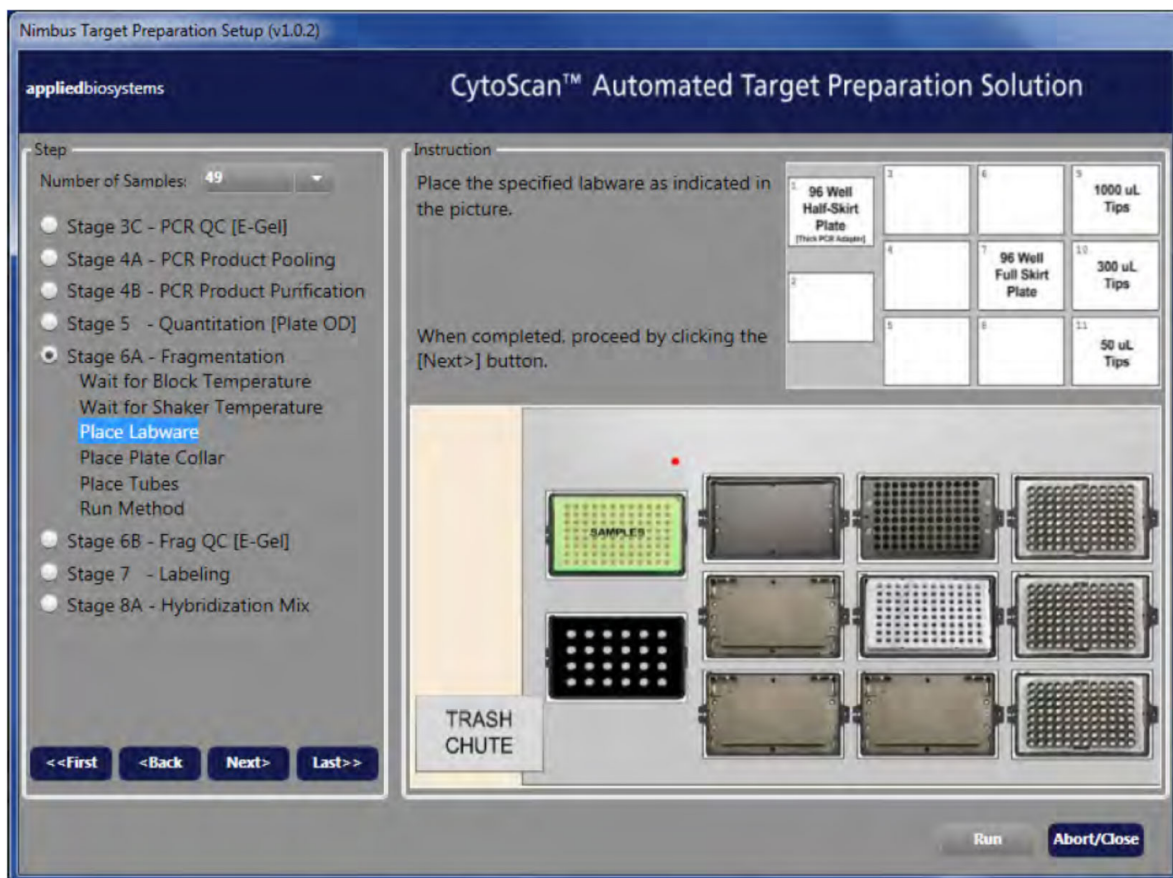 Nimbus Target Preparation Setup (v1.0.2)
appliedbiosystems
CytoScan™ Automated Target Preparation Solution
Step
Number of Samples: 49
Stage 3C - PCR QC [E-Gel]
Stage 4A - PCR Product Pooling
Stage 4B - PCR Product Purification
Stage 5 - Quantitation [Plate OD]
Stage 6A - Fragmentation
Wait for Block Temperature
Wait for Shaker Temperature
Place Labware
Place Plate Collar
Place Tubes
Run Method
Stage 6B - Frag QC [E-Gel]
Stage 7 - Labeling
Stage 8A - Hybridization Mix
<<First
<Back
Next>
Last>>
Instruction
Place the specified labware as indicated in
the picture.
When completed, proceed by clicking the
[Next>] button.
1
96 Well
Half-Skirt
Plate
[Thick PCR Adapter]
2
3
4
5
6
7
96 Well
Full Skirt
Plate
8
9
1000 uL
Tips
10
300 uL
Tips
11
50 uL
Tips
SAMPLES
TRASH
CHUTE
Run
Abort/Close